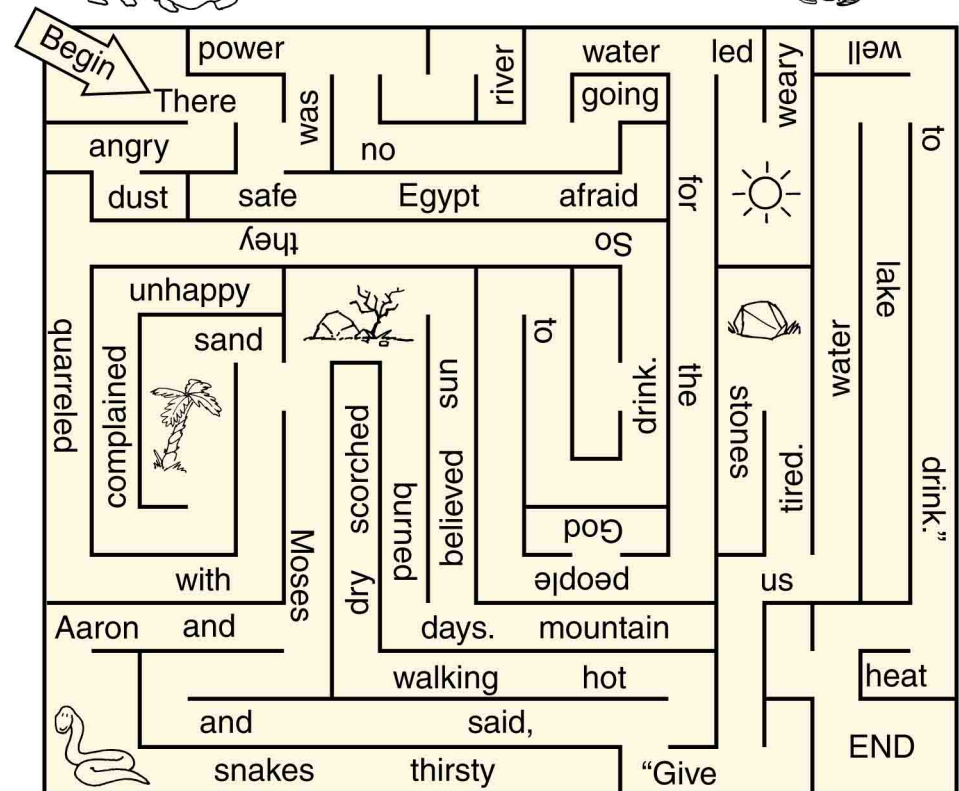 Begin
power
water
led
well
There
river
going
weary
was
to
angry
no
dust
safe
Egypt
afraid
for
they
So
lake
unhappy
sand
to
quarreled
complained
water
sun
drink.
the
stones
scorched
tired.
drink.”
burned
believed
God
Moses
with
dry
people
us
Aaron
and
days.
mountain
walking
hot
heat
and
said,
END
snakes
thirsty
“Give